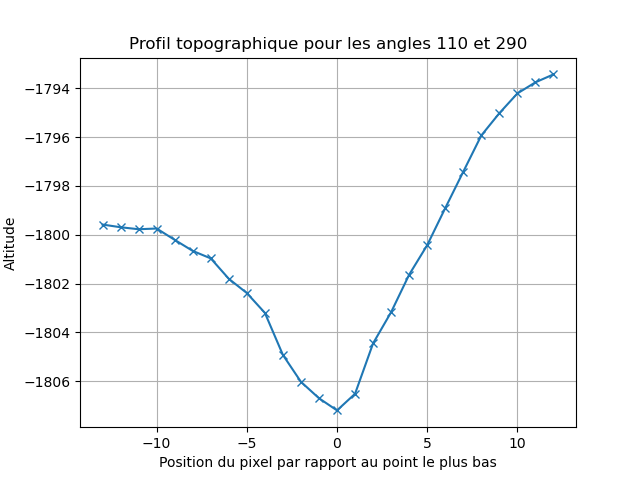 Profil topographique pour les angles 110 et 290
−1794
−1796
−1798
−1800
−1802
−1804
−1806
Altitude
−10 −5 0 5 10
Position du pixel par rapport au point le plus bas